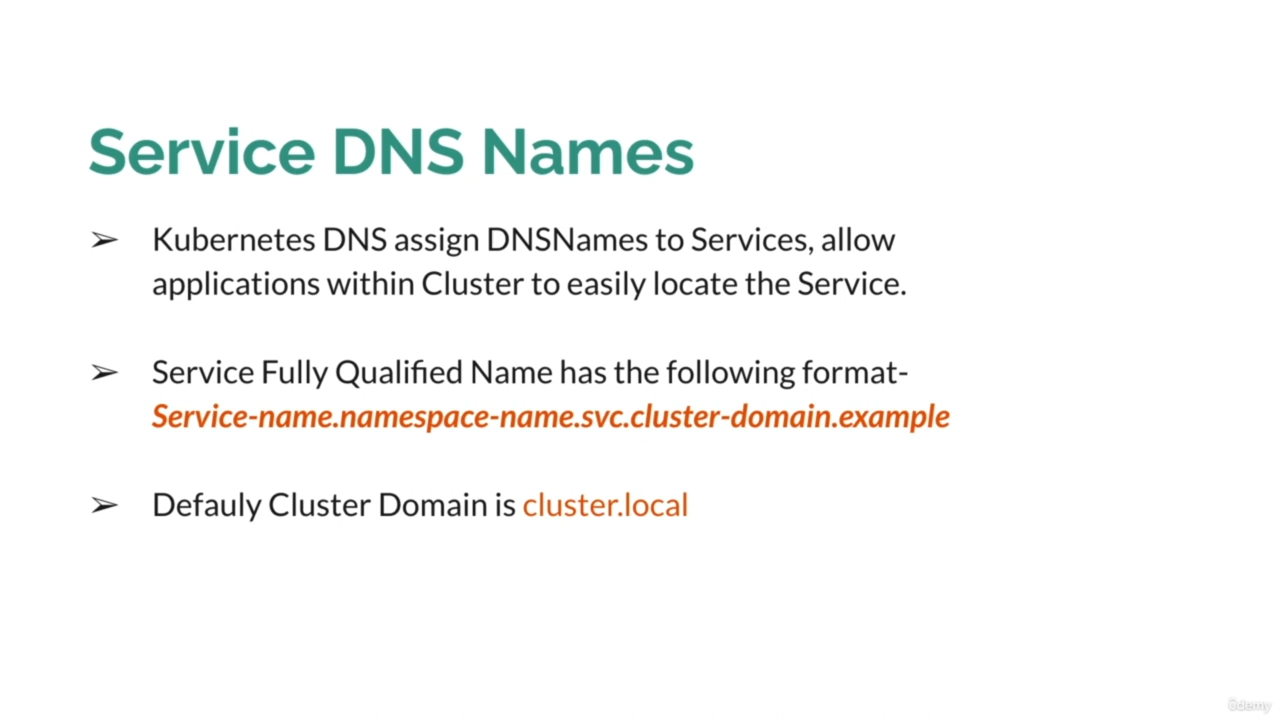 Service DNS Names
➢ Kubernetes DNS assign DNSNames to Services, allow
applications within Cluster to easily locate the Service.
➢ Service Fully Qualified Name has the following format-
Service-name.namespace-name.svc.cluster-domain.example
➢ Defauly Cluster Domain is cluster.local
ûdemy